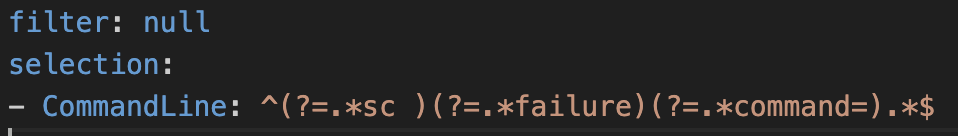 filter: null
selection:
- CommandLine: ^(?=.*sc )(?=.*failure)(?=.*command=).*$